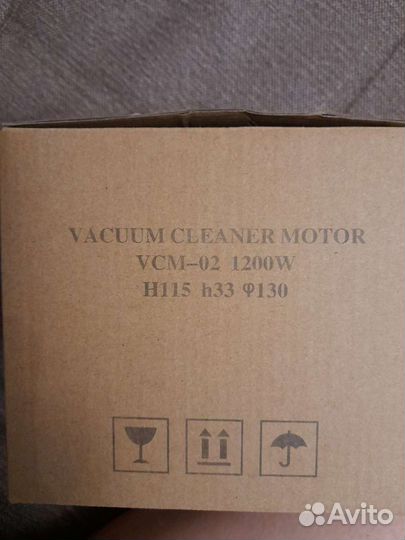 VACUUM CLEANER MOTOR
VCM-02 1200W
H115 h33 φ130
Avito